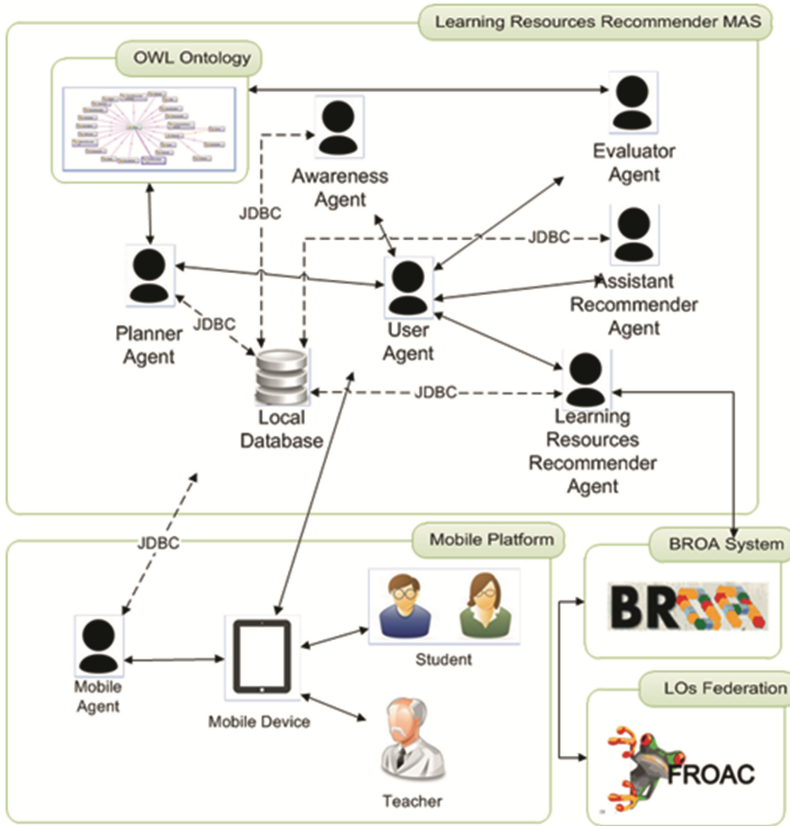 Learning Resources Recommender MAS
OWL Ontology
Awareness
Agent
Evaluator
Agent
JDBC
JDBC
Planner
Agent
JDBC
User
Agent
Assistant
Recommender
Agent
Local
Database
JDBC
Learning
Resources
Recommender
Agent
JDBC
Mobile Platform
BROA System
BROA
Student
Mobile
Agent
Mobile Device
Teacher
LOs Federation
FROAC